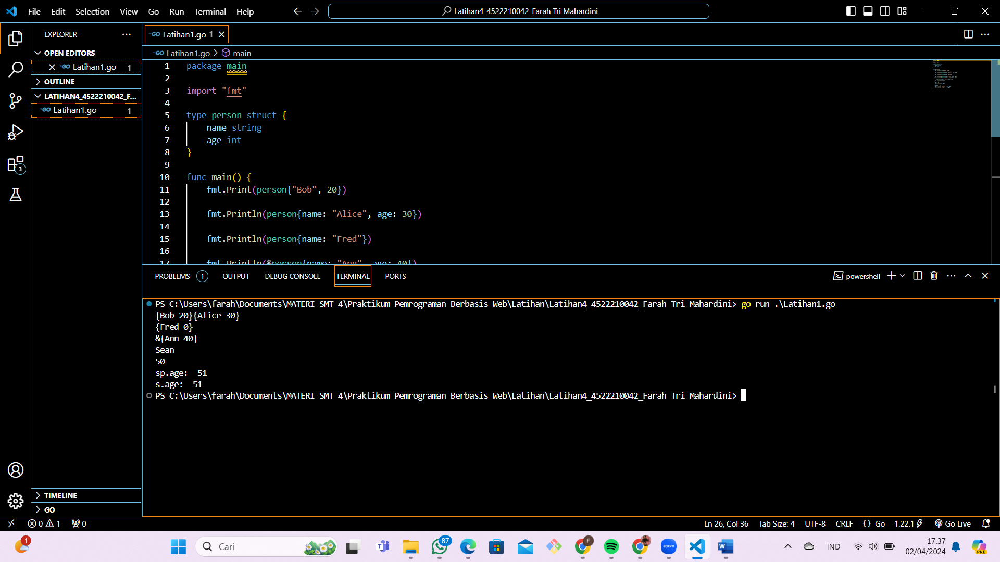 File Edit Selection View Go Run Terminal Help
Latihan4_4522210042_Farah Tri Mahardini
EXPLORER
OPEN EDITORS
Latihan1.go 1
OUTLINE
LATIHAN4_4522210042_F...
Latihan1.go 1
TIMELINE
GO
3
Latihan1.go 1
Latihan1.go > main
1 package main
2
3 import "fmt"
4
5 type person struct {
6 name string
7 age int
8 }
9
10 func main() {
11 fmt.Print(person{"Bob", 20})
12
13 fmt.Println(person{name: "Alice", age: 30})
14
15 fmt.Println(person{name: "Fred"})
16
17 fmt.Println(&person{name: "Ann", age: 40})
PROBLEMS 1 OUTPUT DEBUG CONSOLE TERMINAL PORTS
powershell
PS C:\Users\farah\Documents\MATERI SMT 4\Praktikum Pemrograman Berbasis Web\Latihan\Latihan4_4522210042_Farah Tri Mahardini> go run .\Latihan1.go
{Bob 20}{Alice 30}
{Fred 0}
&{Ann 40}
Sean
50
sp.age:  51
s.age:  51
PS C:\Users\farah\Documents\MATERI SMT 4\Praktikum Pemrograman Berbasis Web\Latihan\Latihan4_4522210042_Farah Tri Mahardini>
0 1 0
Ln 26, Col 36 Tab Size: 4 UTF-8 CRLF {} Go 1.22.1 Go Live
1
Cari
87
F
zoom
IND
17.37
02/04/2024
PRE